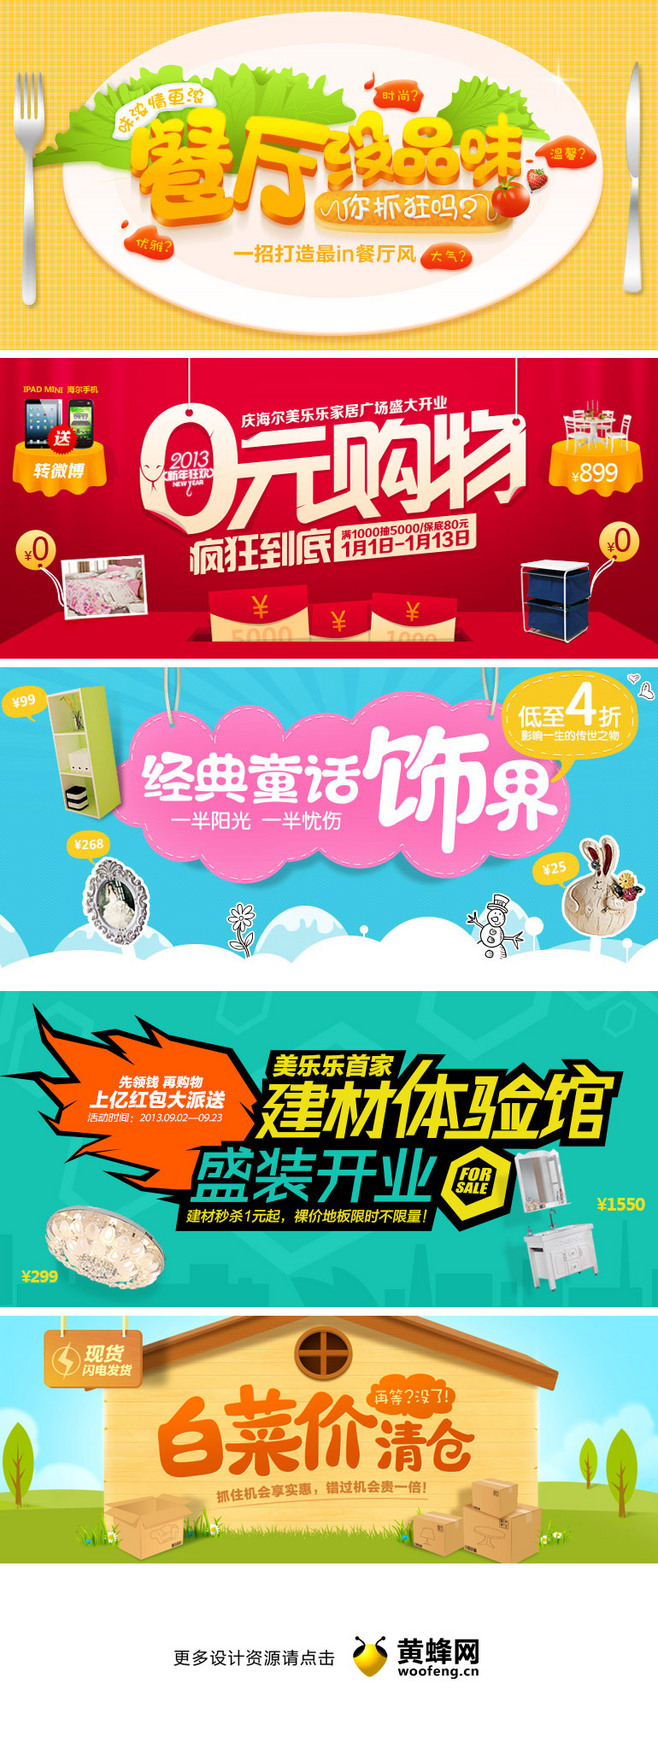 味浓情更浓
时尚?
餐厅没品味
温馨?
你抓狂吗?
优雅?
一招打造最in餐厅风
大气?
IPAD MINI 海尔手机
送
转微博
庆海尔美乐乐家居广场盛大开业
0元购物
2013
新年狂欢
NEW YEAR
¥899
疯狂到底
满1000抽5000/保底80元
1月1日-1月13日
¥0
¥0
¥
¥
¥
5000
1000
¥99
低至4折
影响一生的传世之物
经典童话饰界
一半阳光 一半忧伤
¥268
¥25
美乐乐首家
先领钱 再购物
上亿红包大派送
活动时间：2013.09.02—09.23
建材体验馆
盛装开业
FOR
SALE
建材秒杀1元起，裸价地板限时不限量！
¥1550
¥299
现货
闪电发货
再等?没了!
白菜价清仓
抓住机会享实惠，错过机会贵一倍！
更多设计资源请点击
黄蜂网
woofeng.cn